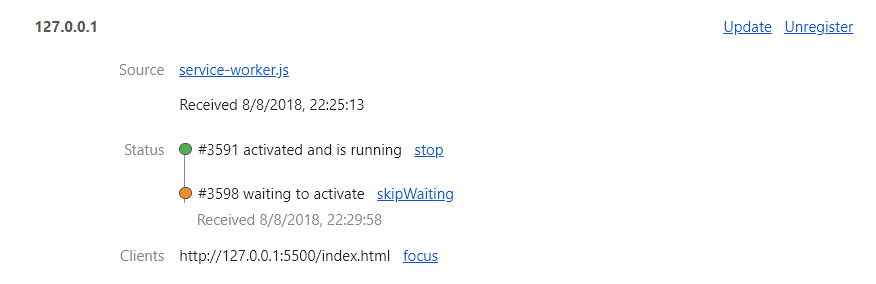 127.0.0.1 Update Unregister
Source service-worker.js
Received 8/8/2018, 22:25:13
Status #3591 activated and is running stop
#3598 waiting to activate skipWaiting
Received 8/8/2018, 22:29:58
Clients http://127.0.0.1:5500/index.html focus